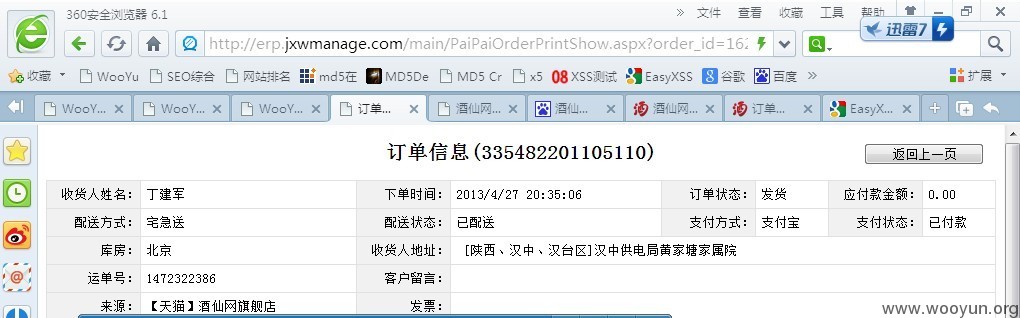 360安全浏览器 6.1
» 文件 查看 收藏 工具 帮助
http://erp.jxwmanage.com/main/PaiPaiOrderPrintShow.aspx?order_id=162
迅雷7
收藏 WooYu SEO综合 网站排名 md5在 MD5De MD5 Cr x5 08 XSS测试 EasyXSS 谷歌 百度 » 扩展
WooY... WooY... WooY... 订单... 酒仙网... 酒仙... 酒仙网... 订单... EasyX...
订单信息(335482201105110)
返回上一页
收货人姓名: 丁建军 下单时间: 2013/4/27 20:35:06 订单状态: 发货 应付款金额: 0.00
配送方式: 宅急送 配送状态: 已配送 支付方式: 支付宝 支付状态: 已付款
库房: 北京 收货人地址: [陕西、汉中、汉台区]汉中供电局黄家塘家属院
运单号: 1472322386 客户留言:
来源: 【天猫】酒仙网旗舰店 发票:
www.wooyun.org